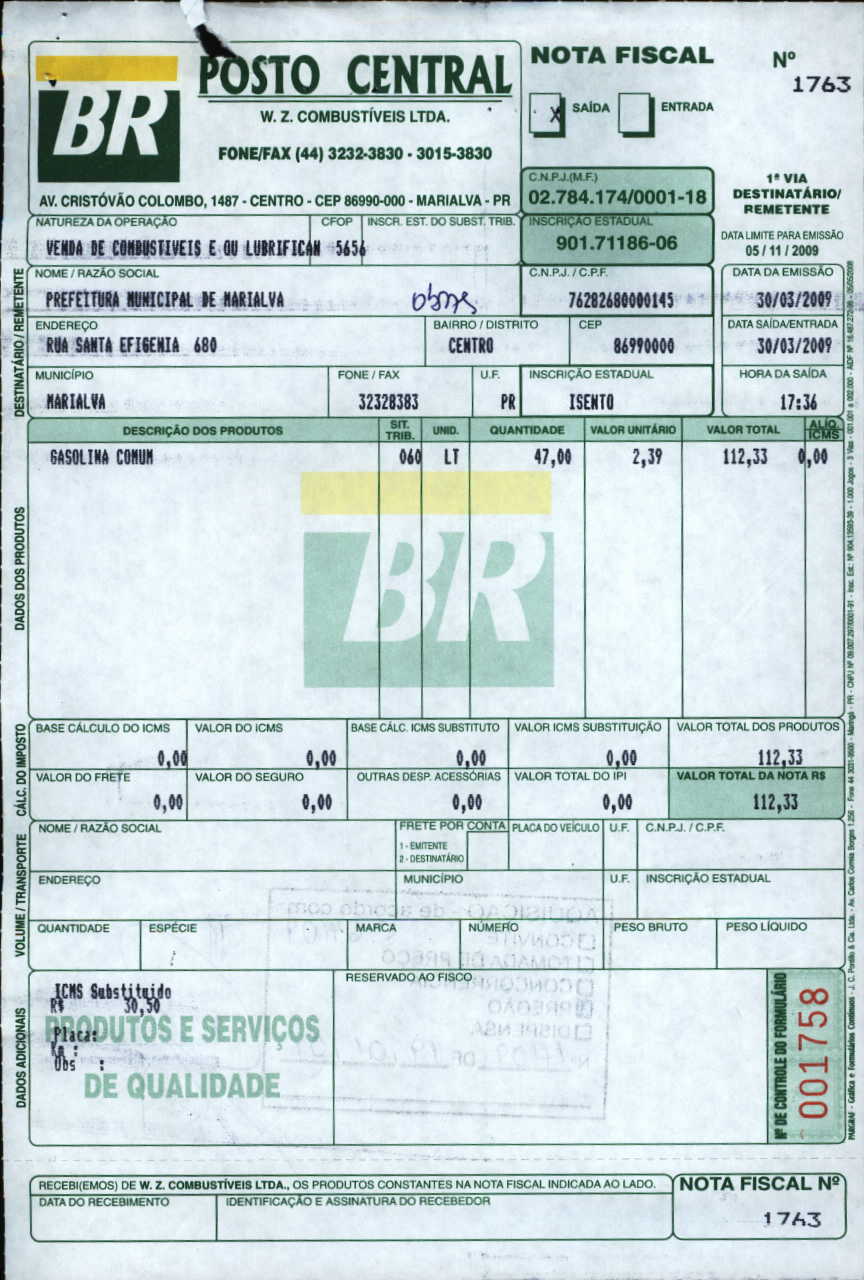 BR
POSTO CENTRAL
W. Z. COMBUSTÍVEIS LTDA.
FONE/FAX (44) 3232-3830 - 3015-3830
AV. CRISTÓVÃO COLOMBO, 1487 - CENTRO - CEP 86990-000 - MARIALVA - PR
NOTA FISCAL
Nº
1763
X SAÍDA ENTRADA
C.N.P.J.(M.F.)
02.784.174/0001-18
1ª VIA
DESTINATÁRIO/
REMETENTE
NATUREZA DA OPERAÇÃO CFOP INSCR. EST. DO SUBST. TRIB. INSCRIÇÃO ESTADUAL
VENDA DE COMBUSTIVEIS E OU LUBRIFICAN 5656 901.71186-06
DATA LIMITE PARA EMISSÃO
05 / 11 / 2009
DESTINATÁRIO / REMETENTE
NOME / RAZÃO SOCIAL C.N.P.J. / C.P.F. DATA DA EMISSÃO
PREFEITURA MUNICIPAL DE MARIALVA obras 76282680000145 30/03/2009
ENDEREÇO BAIRRO / DISTRITO CEP DATA SAÍDA/ENTRADA
RUA SANTA EFIGENIA 680 CENTRO 86990000 30/03/2009
MUNICÍPIO FONE / FAX U.F. INSCRIÇÃO ESTADUAL HORA DA SAÍDA
MARIALVA 32328383 PR ISENTO 17:36
DADOS DOS PRODUTOS
DESCRIÇÃO DOS PRODUTOS SIT. TRIB. UNID. QUANTIDADE VALOR UNITÁRIO VALOR TOTAL ALÍQ. ICMS
GASOLINA COMUM 060 LT 47,00 2,39 112,33 0,00
BR
CÁLC. DO IMPOSTO
BASE CÁLCULO DO ICMS VALOR DO ICMS BASE CÁLC. ICMS SUBSTITUTO VALOR ICMS SUBSTITUIÇÃO VALOR TOTAL DOS PRODUTOS
0,00 0,00 0,00 0,00 112,33
VALOR DO FRETE VALOR DO SEGURO OUTRAS DESP. ACESSÓRIAS VALOR TOTAL DO IPI VALOR TOTAL DA NOTA R$
0,00 0,00 0,00 0,00 112,33
VOLUME / TRANSPORTE
NOME / RAZÃO SOCIAL FRETE POR CONTA PLACA DO VEÍCULO U.F. C.N.P.J. / C.P.F.
1 - EMITENTE
2 - DESTINATÁRIO
ENDEREÇO MUNICÍPIO U.F. INSCRIÇÃO ESTADUAL
QUANTIDADE ESPÉCIE MARCA NÚMERO PESO BRUTO PESO LÍQUIDO
DADOS ADICIONAIS
ICMS Substituido
R$ 30,50
Placa:
Km :
Obs :
PRODUTOS E SERVIÇOS
DE QUALIDADE
RESERVADO AO FISCO
AQUISIÇÃO - de acordo com
CONVITE
TOMADA DE PREÇO
CONCORRÊNCIA
PREGÃO
DISPENSA
Nº DE CONTROLE DO FORMULÁRIO
001758
RECEBI(EMOS) DE W. Z. COMBUSTÍVEIS LTDA., OS PRODUTOS CONSTANTES NA NOTA FISCAL INDICADA AO LADO.
DATA DO RECEBIMENTO IDENTIFICAÇÃO E ASSINATURA DO RECEBEDOR
NOTA FISCAL Nº
1763